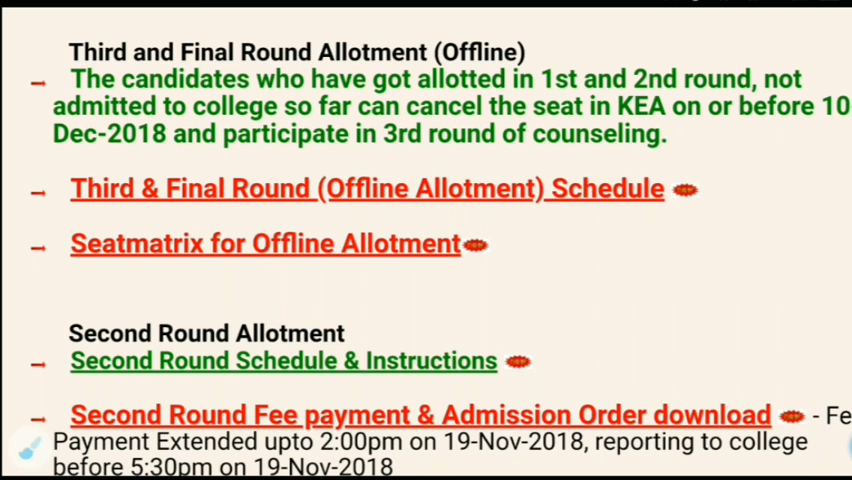 Third and Final Round Allotment (Offline)
The candidates who have got allotted in 1st and 2nd round, not
admitted to college so far can cancel the seat in KEA on or before 10
Dec-2018 and participate in 3rd round of counseling.
Third & Final Round (Offline Allotment) Schedule
Seatmatrix for Offline Allotment
Second Round Allotment
Second Round Schedule & Instructions
Second Round Fee payment & Admission Order download - Fe
Payment Extended upto 2:00pm on 19-Nov-2018, reporting to college
before 5:30pm on 19-Nov-2018